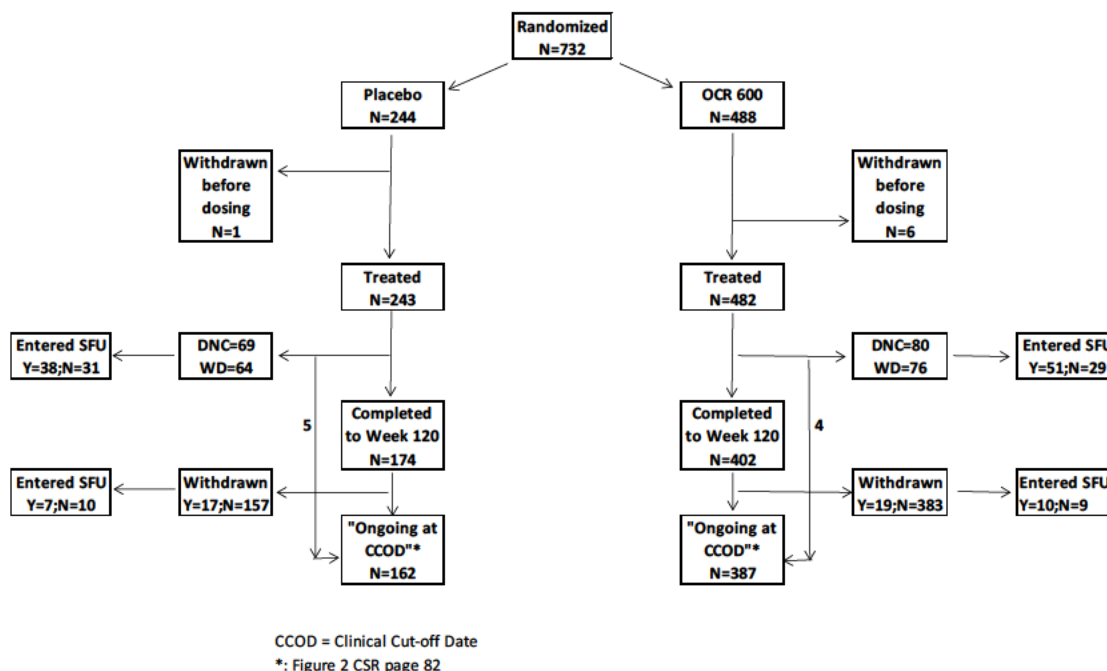 Randomized
N=732
Placebo
N=244
OCR 600
N=488
Withdrawn
before
dosing
N=1
Withdrawn
before
dosing
N=6
Treated
N=243
Treated
N=482
Entered SFU
Y=38;N=31
DNC=69
WD=64
DNC=80
WD=76
Entered SFU
Y=51;N=29
5
Completed
to Week 120
N=174
Completed
to Week 120
N=402
4
Entered SFU
Y=7;N=10
Withdrawn
Y=17;N=157
Withdrawn
Y=19;N=383
Entered SFU
Y=10;N=9
"Ongoing at
CCOD"*
N=162
"Ongoing at
CCOD"*
N=387
CCOD = Clinical Cut-off Date
*: Figure 2 CSR page 82